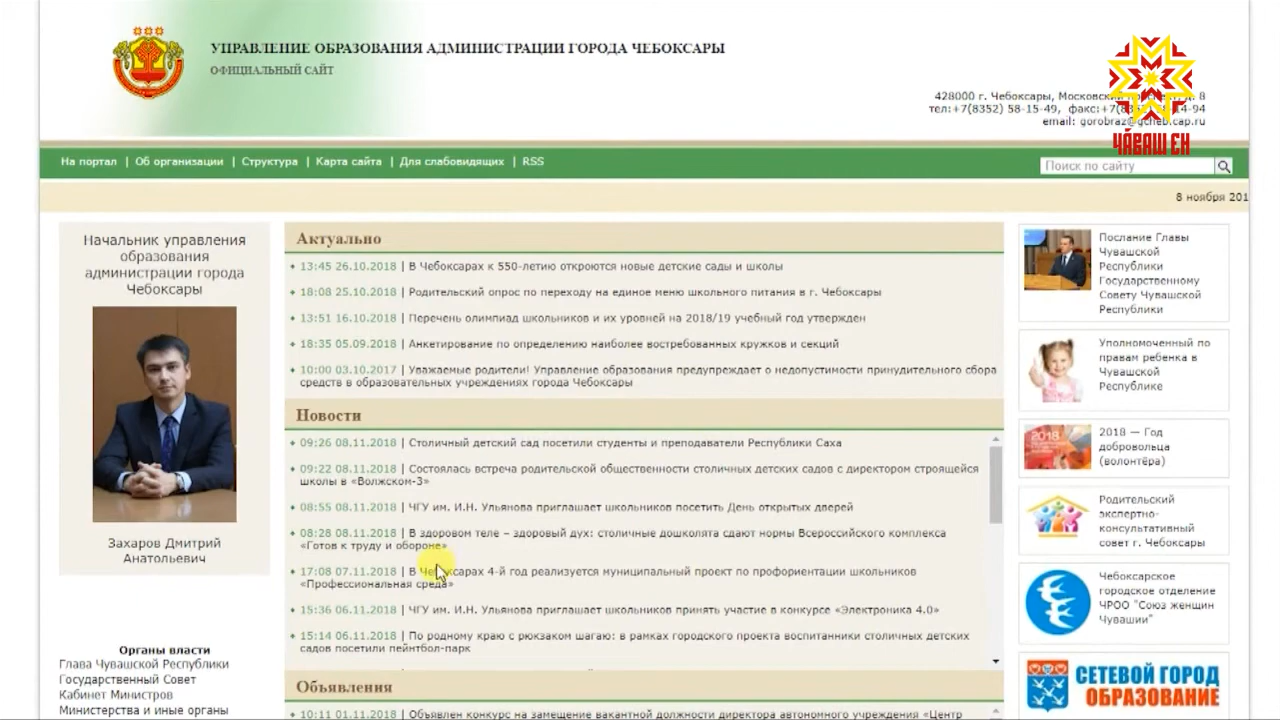 УПРАВЛЕНИЕ ОБРАЗОВАНИЯ АДМИНИСТРАЦИИ ГОРОДА ЧЕБОКСАРЫ
ОФИЦИАЛЬНЫЙ САЙТ
428000 г. Чебоксары, Московский д. 8
тел:+7(8352) 58-15-49, факс:
email: gorobraz@gcheb.cap.ru
ЧӐВАШ ЕН
На портал | Об организации | Структура | Карта сайта | Для слабовидящих | RSS
Поиск по сайту
8 ноября 201
Начальник управления
образования
администрации города
Чебоксары
Захаров Дмитрий
Анатольевич
Органы власти
Глава Чувашской Республики
Государственный Совет
Кабинет Министров
Министерства и иные органы
Актуально
13:45 26.10.2018 | В Чебоксарах к 550-летию откроются новые детские сады и школы
18:08 25.10.2018 | Родительский опрос по переходу на единое меню школьного питания в г. Чебоксары
13:51 16.10.2018 | Перечень олимпиад школьников и их уровней на 2018/19 учебный год утвержден
18:35 05.09.2018 | Анкетирование по определению наиболее востребованных кружков и секций
10:00 03.10.2017 | Уважаемые родители! Управление образования предупреждает о недопустимости принудительного сбора
средств в образовательных учреждениях города Чебоксары
Новости
09:26 08.11.2018 | Столичный детский сад посетили студенты и преподаватели Республики Саха
09:22 08.11.2018 | Состоялась встреча родительской общественности столичных детских садов с директором строящейся
школы в «Волжском-3»
08:55 08.11.2018 | ЧГУ им. И.Н. Ульянова приглашает школьников посетить День открытых дверей
08:28 08.11.2018 | В здоровом теле – здоровый дух: столичные дошколята сдают нормы Всероссийского комплекса
«Готов к труду и обороне»
17:08 07.11.2018 | В Чебоксарах 4-й год реализуется муниципальный проект по профориентации школьников
«Профессиональная среда»
15:36 06.11.2018 | ЧГУ им. И.Н. Ульянова приглашает школьников принять участие в конкурсе «Электроника 4.0»
15:14 06.11.2018 | По родному краю с рюкзаком шагаю: в рамках городского проекта воспитанники столичных детских
садов посетили пейнтбол-парк
Объявления
10:11 01.11.2018 | Объявлен конкурс на замещение вакантной должности директора автономного учреждения «Центр
Послание Главы
Чувашской
Республики
Государственному
Совету Чувашской
Республики
Уполномоченный по
правам ребенка в
Чувашской
Республике
2018
2018 — Год
добровольца
(волонтёра)
Родительский
экспертно-
консультативный
совет г. Чебоксары
Чебоксарское
городское отделение
ЧРОО "Союз женщин
Чувашии"
СЕТЕВОЙ ГОРОД
ОБРАЗОВАНИЕ